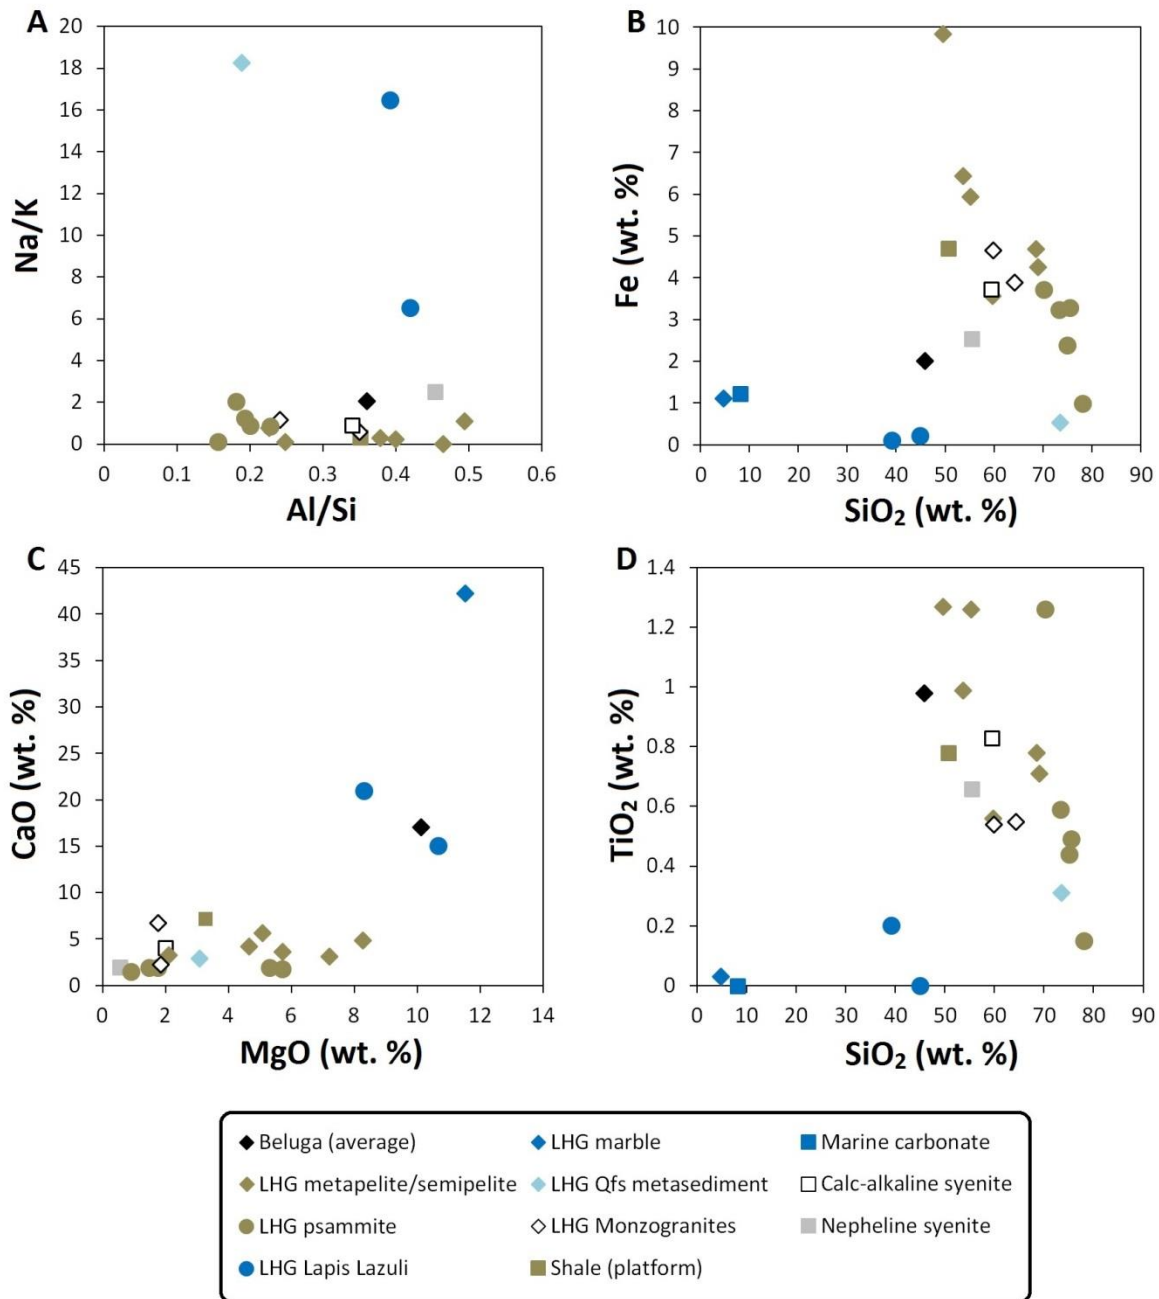 A
20
18
16
14
12
10
8
6
4
2
0
Na/K
0 0.1 0.2 0.3 0.4 0.5 0.6
Al/Si
B
10
9
8
7
6
5
4
3
2
1
0
Fe (wt. %)
0 10 20 30 40 50 60 70 80 90
SiO₂ (wt. %)
C
45
40
35
30
25
20
15
10
5
0
CaO (wt. %)
0 2 4 6 8 10 12 14
MgO (wt. %)
D
1.4
1.2
1
0.8
0.6
0.4
0.2
0
TiO₂ (wt. %)
0 10 20 30 40 50 60 70 80 90
SiO₂ (wt. %)
Beluga (average)
LHG marble
Marine carbonate
LHG metapelite/semipelite
LHG Qfs metasediment
Calc-alkaline syenite
LHG psammite
LHG Monzogranites
Nepheline syenite
LHG Lapis Lazuli
Shale (platform)